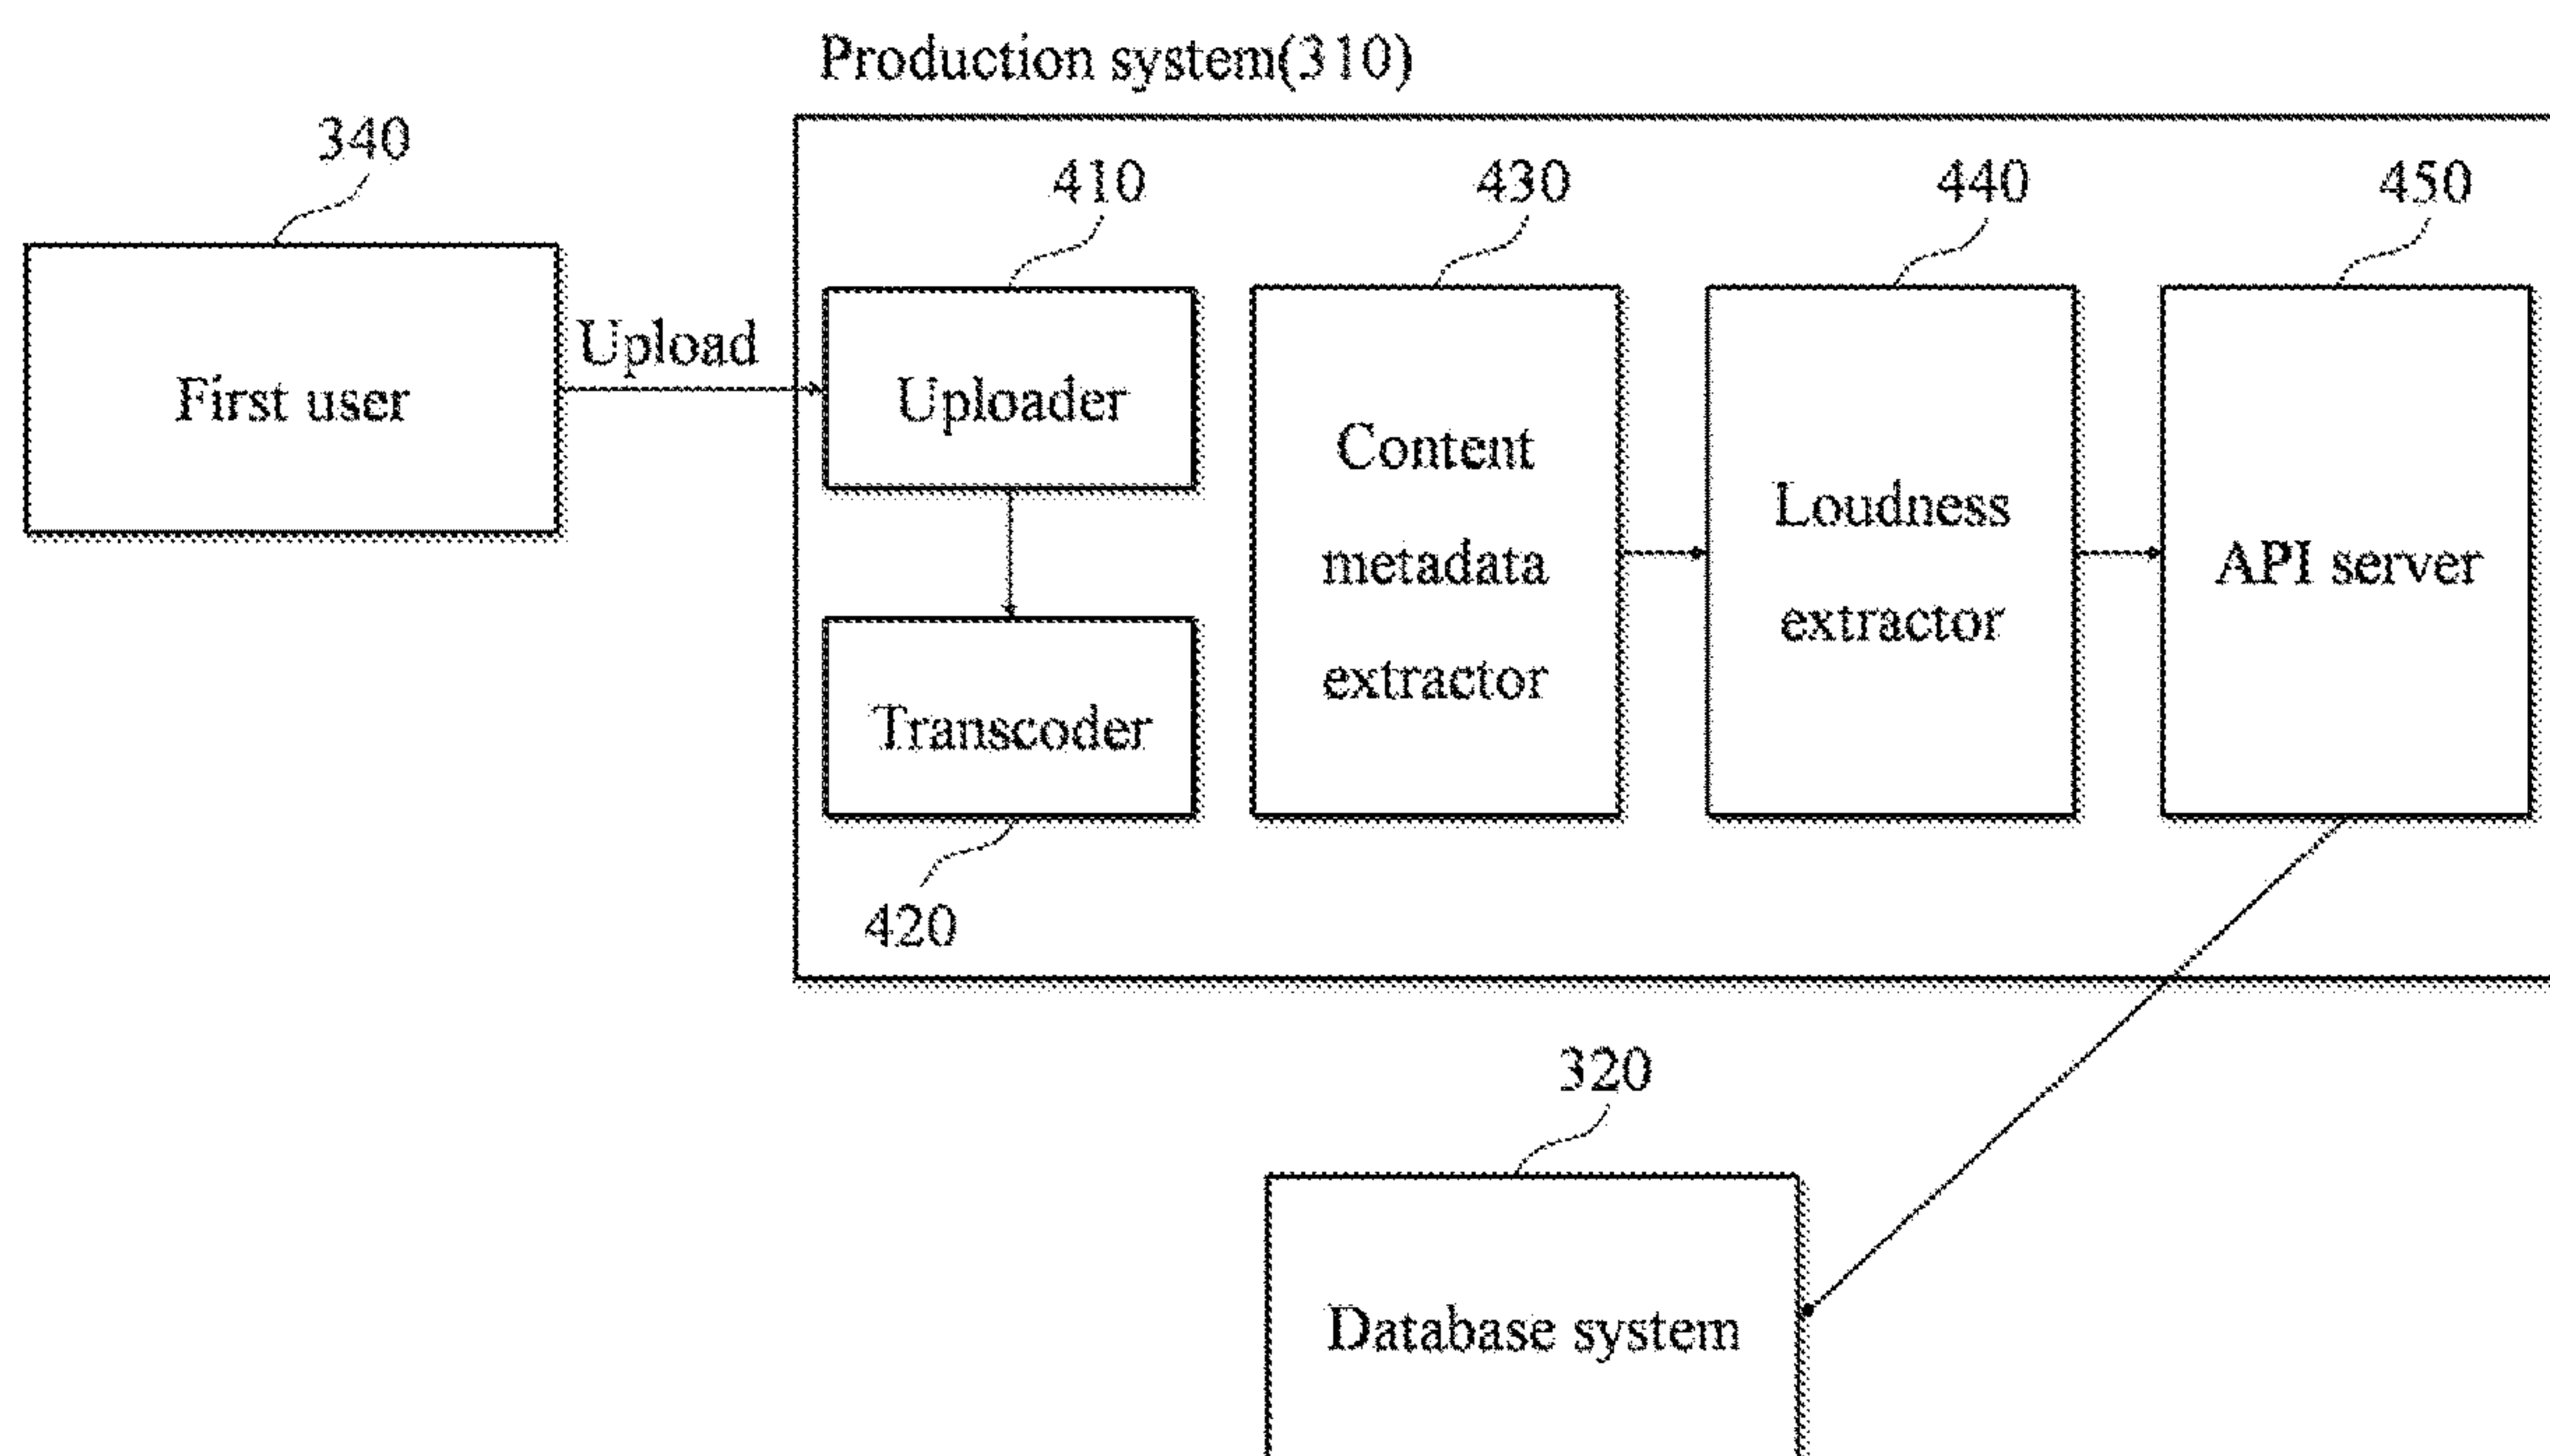 Production system(310)
340
410
430
440
450
First user
Upload
Uploader
Content
metadata
extractor
Loudness
extractor
API server
Transcoder
420
320
Database system